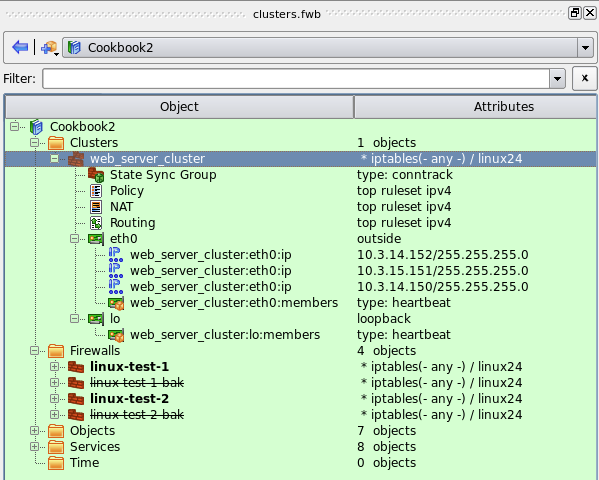 clusters.fwb
Cookbook2
Filter:
Object Attributes
Cookbook2
Clusters 1 objects
web_server_cluster * iptables(- any -) / linux24
State Sync Group type: conntrack
Policy top ruleset ipv4
NAT top ruleset ipv4
Routing top ruleset ipv4
eth0 outside
web_server_cluster:eth0:ip 10.3.14.152/255.255.255.0
web_server_cluster:eth0:ip 10.3.15.151/255.255.255.0
web_server_cluster:eth0:ip 10.3.14.150/255.255.255.0
web_server_cluster:eth0:members type: heartbeat
lo loopback
web_server_cluster:lo:members type: heartbeat
Firewalls 4 objects
linux-test-1 * iptables(- any -) / linux24
linux-test-1-bak * iptables(- any -) / linux24
linux-test-2 * iptables(- any -) / linux24
linux-test-2-bak * iptables(- any -) / linux24
Objects 7 objects
Services 8 objects
Time 0 objects